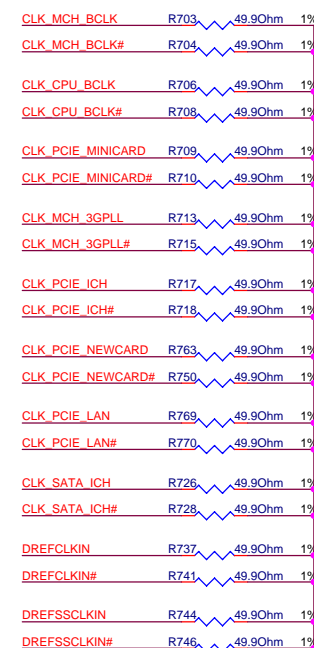 CLK_MCH_BCLK R703 49.9Ohm 1%
CLK_MCH_BCLK# R704 49.9Ohm 1%
CLK_CPU_BCLK R706 49.9Ohm 1%
CLK_CPU_BCLK# R708 49.9Ohm 1%
CLK_PCIE_MINICARD R709 49.9Ohm 1%
CLK_PCIE_MINICARD# R710 49.9Ohm 1%
CLK_MCH_3GPLL R713 49.9Ohm 1%
CLK_MCH_3GPLL# R715 49.9Ohm 1%
CLK_PCIE_ICH R717 49.9Ohm 1%
CLK_PCIE_ICH# R718 49.9Ohm 1%
CLK_PCIE_NEWCARD R763 49.9Ohm 1%
CLK_PCIE_NEWCARD# R750 49.9Ohm 1%
CLK_PCIE_LAN R769 49.9Ohm 1%
CLK_PCIE_LAN# R770 49.9Ohm 1%
CLK_SATA_ICH R726 49.9Ohm 1%
CLK_SATA_ICH# R728 49.9Ohm 1%
DREFCLKIN R737 49.9Ohm 1%
DREFCLKIN# R741 49.9Ohm 1%
DREFSSCLKIN R744 49.9Ohm 1%
DREFSSCLKIN# R746 49.9Ohm 1%